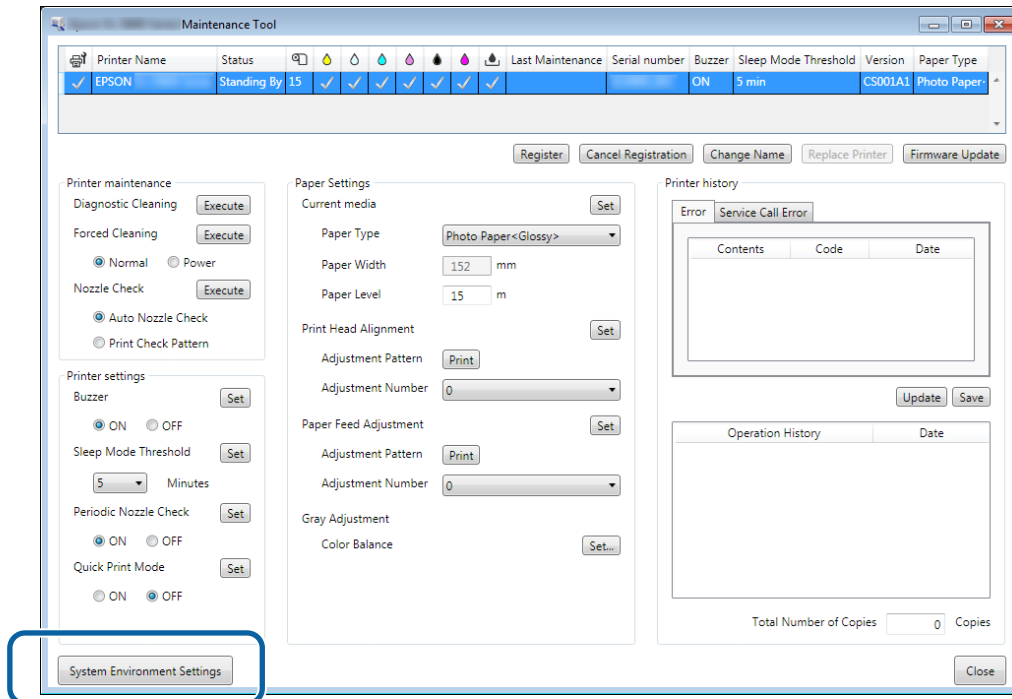 Maintenance Tool
Printer Name Status Last Maintenance Serial number Buzzer Sleep Mode Threshold Version Paper Type
EPSON Standing By 15 ON 5 min CS001A1 Photo Paper-
Register Cancel Registration Change Name Replace Printer Firmware Update
Printer maintenance
Diagnostic Cleaning Execute
Forced Cleaning Execute
Normal Power
Nozzle Check Execute
Auto Nozzle Check
Print Check Pattern
Printer settings
Buzzer Set
ON OFF
Sleep Mode Threshold Set
5 Minutes
Periodic Nozzle Check Set
ON OFF
Quick Print Mode Set
ON OFF
Paper Settings
Current media Set
Paper Type Photo Paper<Glossy>
Paper Width 152 mm
Paper Level 15 m
Print Head Alignment Set
Adjustment Pattern Print
Adjustment Number 0
Paper Feed Adjustment Set
Adjustment Pattern Print
Adjustment Number 0
Gray Adjustment
Color Balance Set...
Printer history
Error Service Call Error
Contents Code Date
Update Save
Operation History Date
Total Number of Copies 0 Copies
System Environment Settings Close